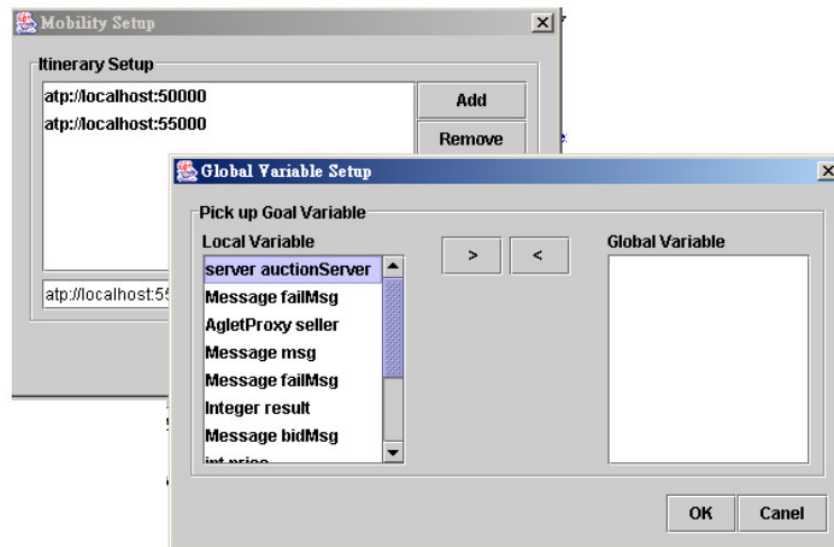 Mobility Setup
Itinerary Setup
atp://localhost:50000
atp://localhost:55000
Add
Remove
atp://localhost:55
Global Variable Setup
Pick up Goal Variable
Local Variable
server auctionServer
Message failMsg
AgletProxy seller
Message msg
Message failMsg
Integer result
Message bidMsg
int price
>
<
Global Variable
OK
Canel